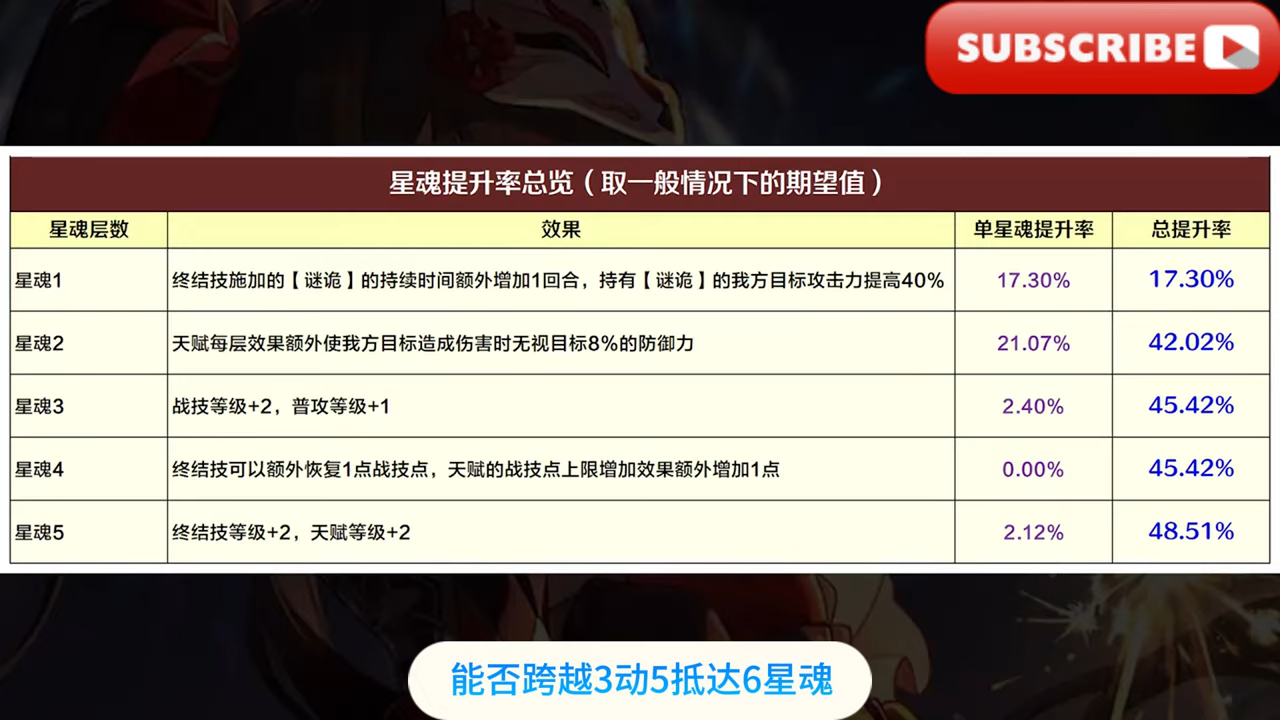 SUBSCRIBE
星魂提升率总览（取一般情况下的期望值）
星魂层数 效果 单星魂提升率 总提升率
星魂1 终结技施加的【谜诡】的持续时间额外增加1回合，持有【谜诡】的我方目标攻击力提高40% 17.30% 17.30%
星魂2 天赋每层效果额外使我方目标造成伤害时无视目标8%的防御力 21.07% 42.02%
星魂3 战技等级+2，普攻等级+1 2.40% 45.42%
星魂4 终结技可以额外恢复1点战技点，天赋的战技点上限增加效果额外增加1点 0.00% 45.42%
星魂5 终结技等级+2，天赋等级+2 2.12% 48.51%
能否跨越3动5抵达6星魂